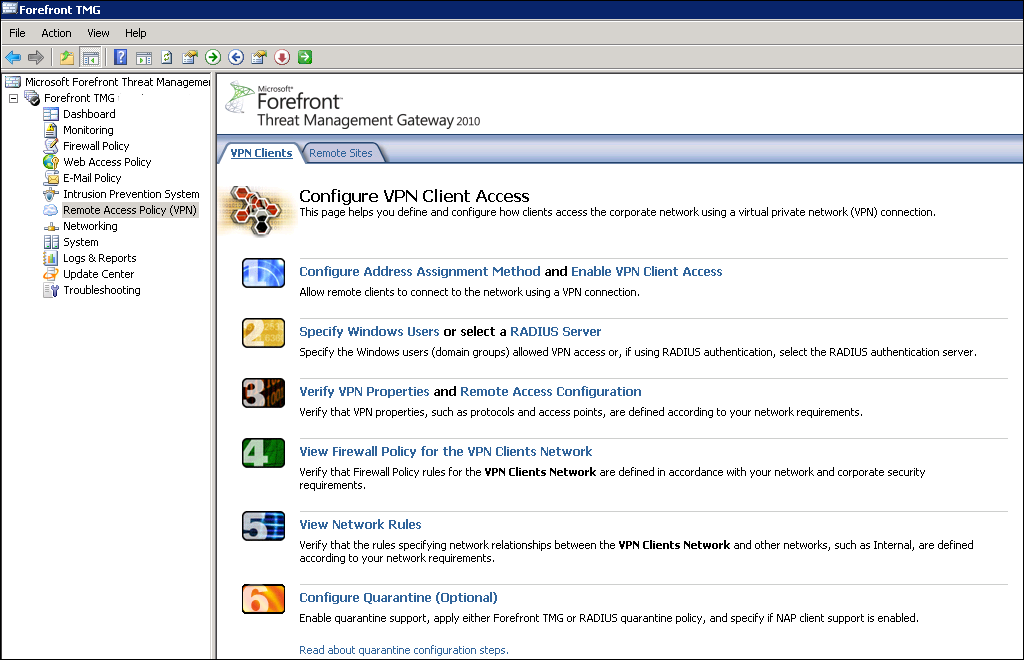 Forefront TMG
File Action View Help
Microsoft Forefront Threat Managemer
Forefront TMG
Dashboard
Monitoring
Firewall Policy
Web Access Policy
E-Mail Policy
Intrusion Prevention System
Remote Access Policy (VPN)
Networking
System
Logs & Reports
Update Center
Troubleshooting
Microsoft®
Forefront™
Threat Management Gateway 2010
VPN Clients Remote Sites
Configure VPN Client Access
This page helps you define and configure how clients access the corporate network using a virtual private network (VPN) connection.
Configure Address Assignment Method and Enable VPN Client Access
Allow remote clients to connect to the network using a VPN connection.
2
Specify Windows Users or select a RADIUS Server
Specify the Windows users (domain groups) allowed VPN access or, if using RADIUS authentication, select the RADIUS authentication server.
3
Verify VPN Properties and Remote Access Configuration
Verify that VPN properties, such as protocols and access points, are defined according to your network requirements.
4
View Firewall Policy for the VPN Clients Network
Verify that Firewall Policy rules for the VPN Clients Network are defined in accordance with your network and corporate security
requirements.
5
View Network Rules
Verify that the rules specifying network relationships between the VPN Clients Network and other networks, such as Internal, are defined
according to your network requirements.
6
Configure Quarantine (Optional)
Enable quarantine support, apply either Forefront TMG or RADIUS quarantine policy, and specify if NAP client support is enabled.
Read about quarantine configuration steps.